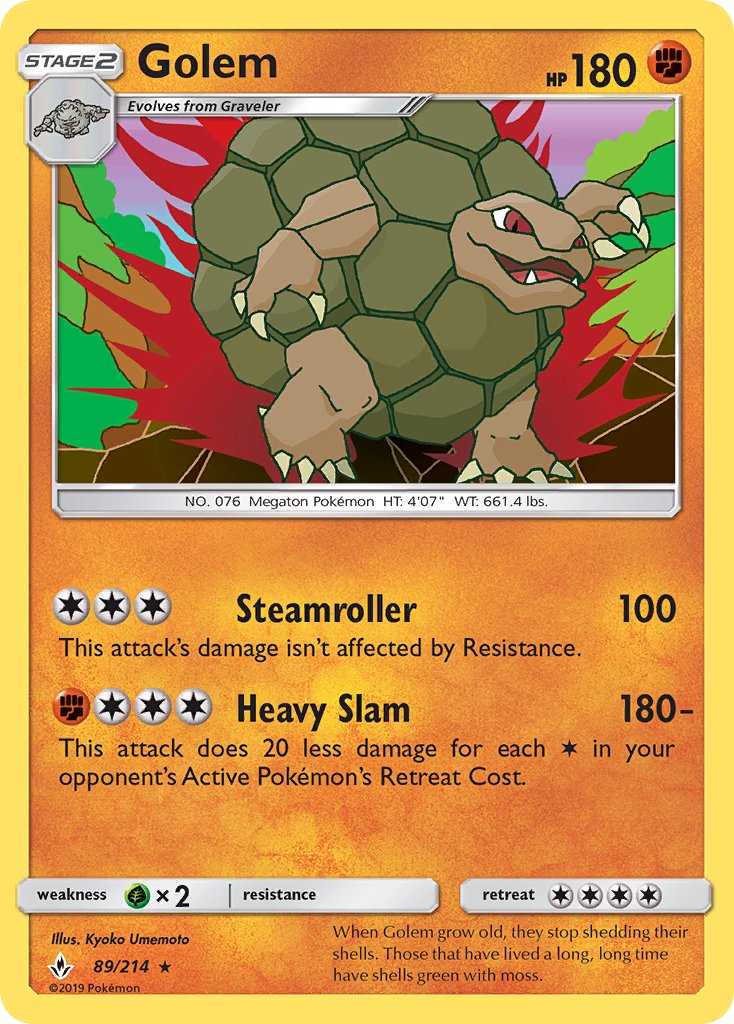 STAGE2 Golem HP 180
Evolves from Graveler
NO. 076 Megaton Pokémon HT: 4'07" WT: 661.4 lbs.
Steamroller 100
This attack's damage isn't affected by Resistance.
Heavy Slam 180-
This attack does 20 less damage for each in your
opponent's Active Pokémon's Retreat Cost.
weakness ×2 resistance retreat
Illus. Kyoko Umemoto
89/214 ★
©2019 Pokémon
When Golem grow old, they stop shedding their
shells. Those that have lived a long, long time
have shells green with moss.